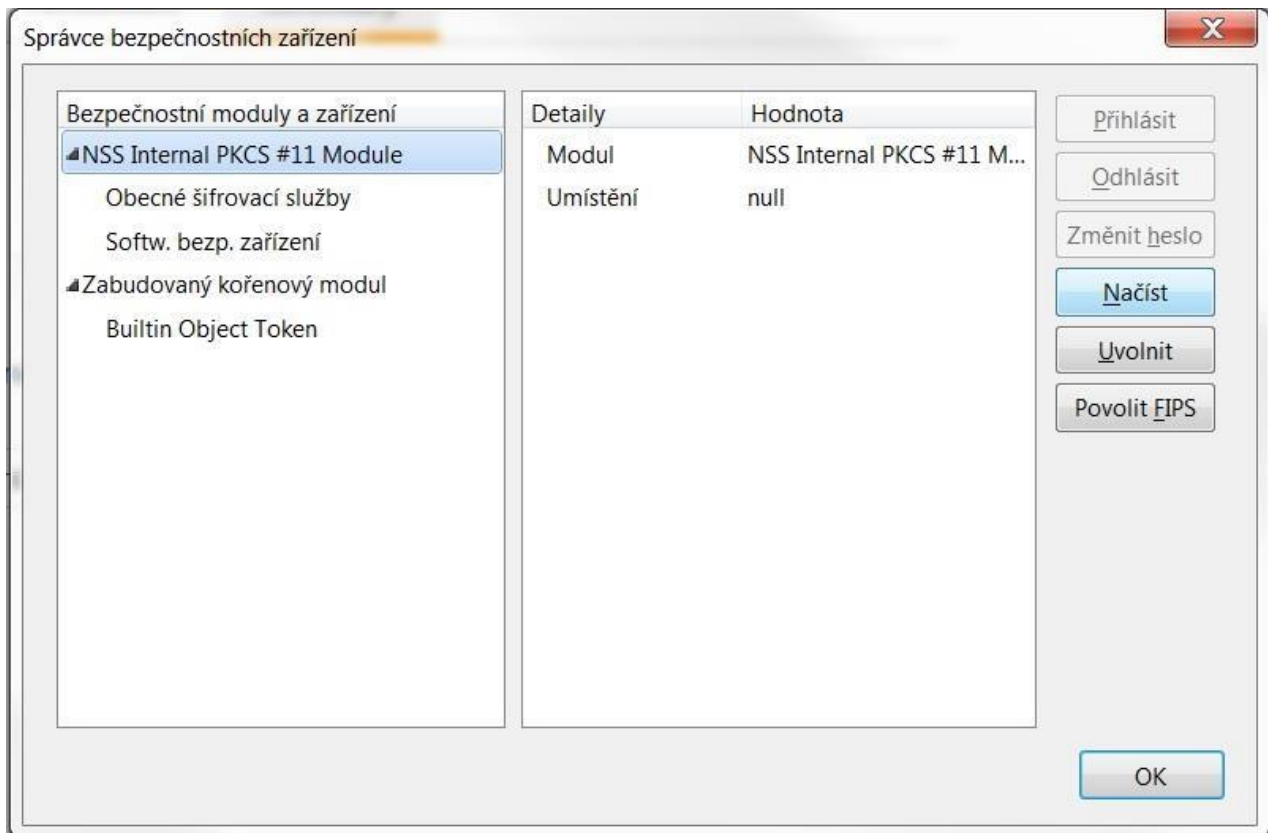 Správce bezpečnostních zařízení
Bezpečnostní moduly a zařízení
NSS Internal PKCS #11 Module
Obecné šifrovací služby
Softw. bezp. zařízení
Zabudovaný kořenový modul
Builtin Object Token
Detaily Hodnota
Modul NSS Internal PKCS #11 M...
Umístění null
Přihlásit
Odhlásit
Změnit heslo
Načíst
Uvolnit
Povolit FIPS
OK